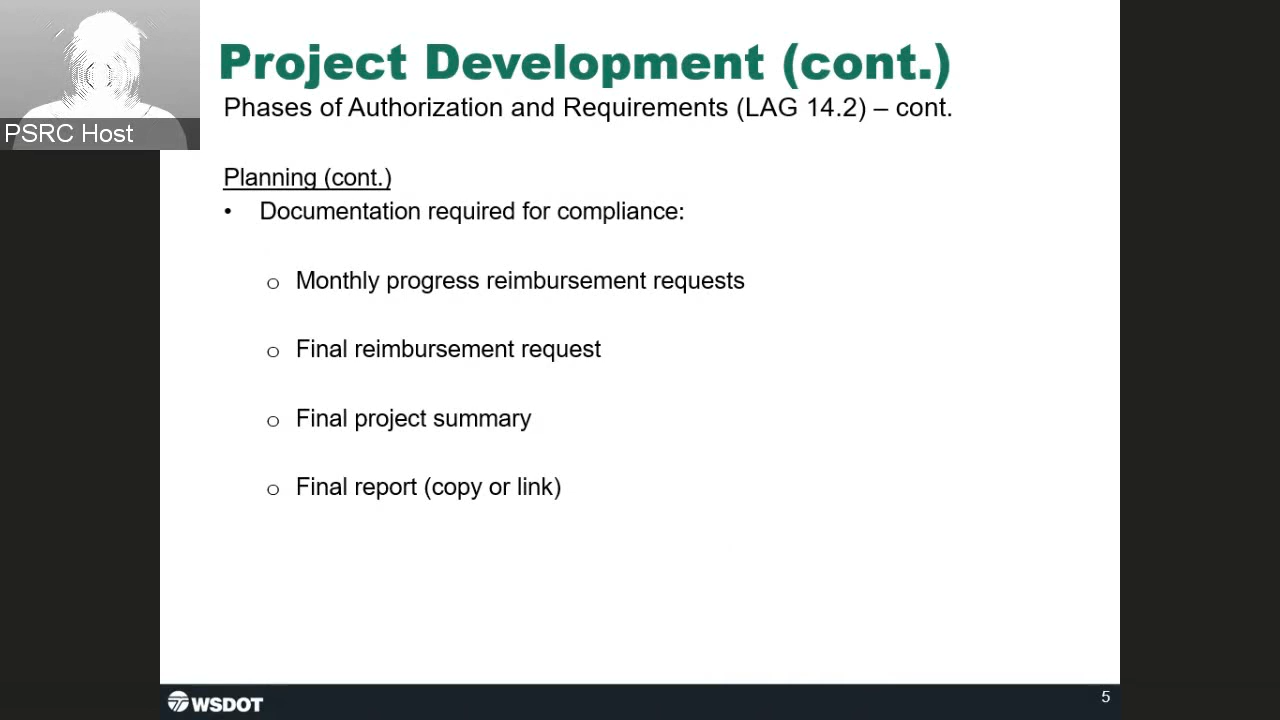 Project Development (cont.)
Phases of Authorization and Requirements (LAG 14.2) – cont.
PSRC Host
Planning (cont.)
• Documentation required for compliance:
o Monthly progress reimbursement requests
o Final reimbursement request
o Final project summary
o Final report (copy or link)
WSDOT
5